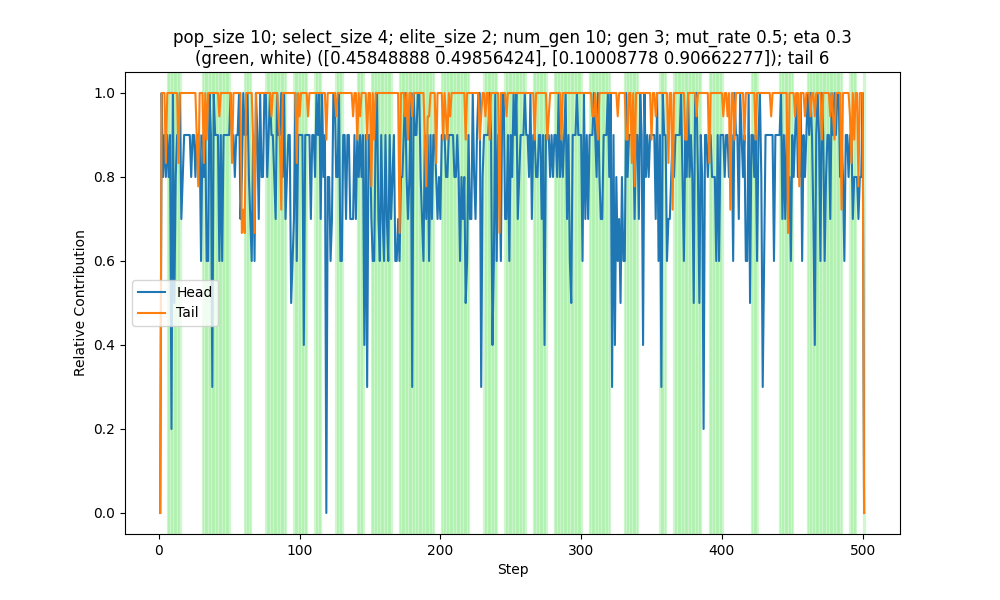 pop_size 10; select_size 4; elite_size 2; num_gen 10; gen 3; mut_rate 0.5; eta 0.3
(green, white) ([0.45848888 0.49856424], [0.10008778 0.90662277]); tail 6
1.0
0.8
0.6
0.4
0.2
0.0
Relative Contribution
Head
Tail
0
100
200
300
400
500
Step